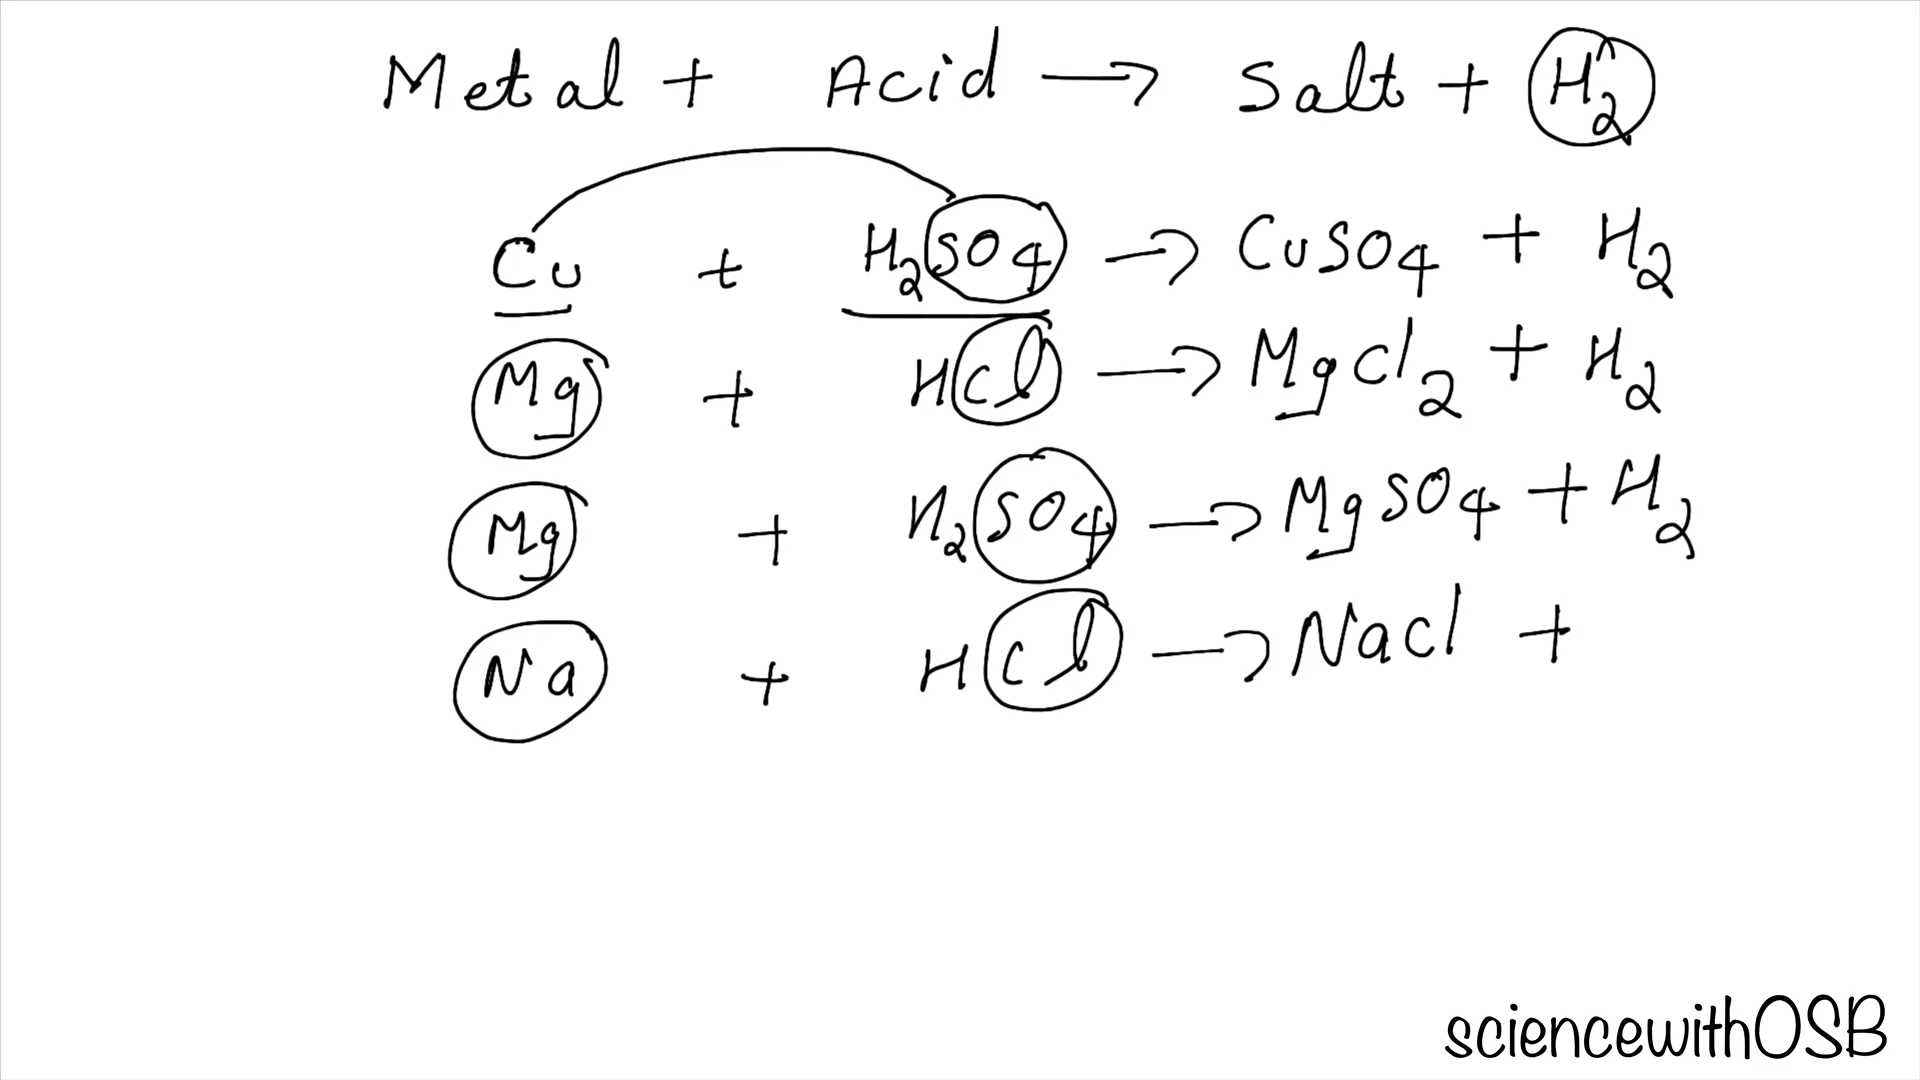 Metal + Acid → Salt + H₂
Cu + H₂SO₄ → CuSO₄ + H₂
Mg + HCl → MgCl₂ + H₂
Mg + H₂SO₄ → MgSO₄ + H₂
Na + HCl → NaCl +
sciencewithOSB